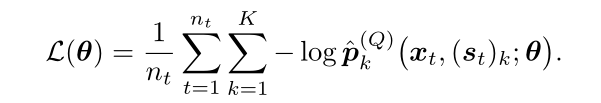 \mathcal{L}(\boldsymbol{\theta}) = \frac{1}{n_t} \sum_{t=1}^{n_t} \sum_{k=1}^{K} -\log \hat{\boldsymbol{p}}_k^{(Q)} \big( \boldsymbol{x}_t, (\boldsymbol{s}_t)_k; \boldsymbol{\theta} \big).